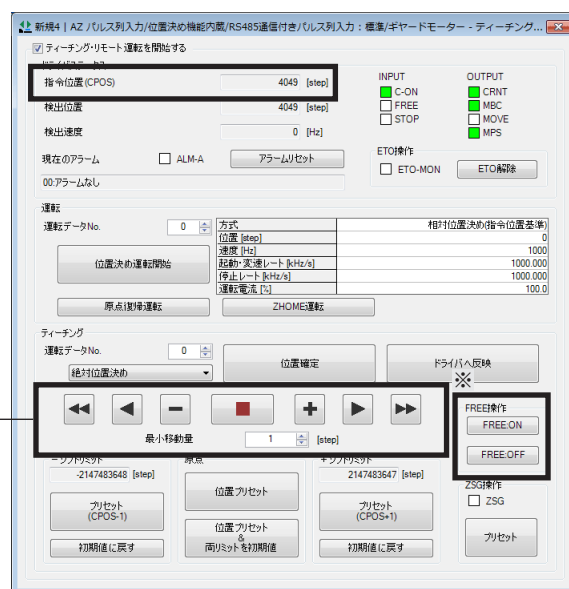 新規4 | AZ パルス列入力/位置決め機能内蔵/RS485通信付きパルス列入力 : 標準/ギヤードモーター - ティーチング...
ティーチング・リモート運転を開始する
ドライバステータス
指令位置(CPOS) 4049 [step]
検出位置 4049 [step]
検出速度 0 [Hz]
現在のアラーム ALM-A アラームリセット
00:アラームなし
INPUT OUTPUT
C-ON CRNT
FREE MBC
STOP MOVE
MPS
ETO操作
ETO-MON ETO解除
運転
運転データNo. 0
位置決め運転開始
方式 相対位置決め(指令位置基準)
位置 [step] 0
速度 [Hz] 1000
起動・変速レート [kHz/s] 1000.000
停止レート [kHz/s] 1000.000
運転電流 [%] 100.0
原点復帰運転 ZHOME運転
ティーチング
運転データNo. 0
絶対位置決め
位置確定 ドライバへ反映
※
最小移動量 1 [step]
FREE操作
FREE:ON
FREE:OFF
－ソフトリミット 原点 ＋ソフトリミット
-2147483648 [step] 2147483647 [step]
プリセット
(CPOS-1)
初期値に戻す
位置プリセット
位置プリセット
&
両リミットを初期値
プリセット
(CPOS+1)
初期値に戻す
ZSG操作
ZSG
プリセット